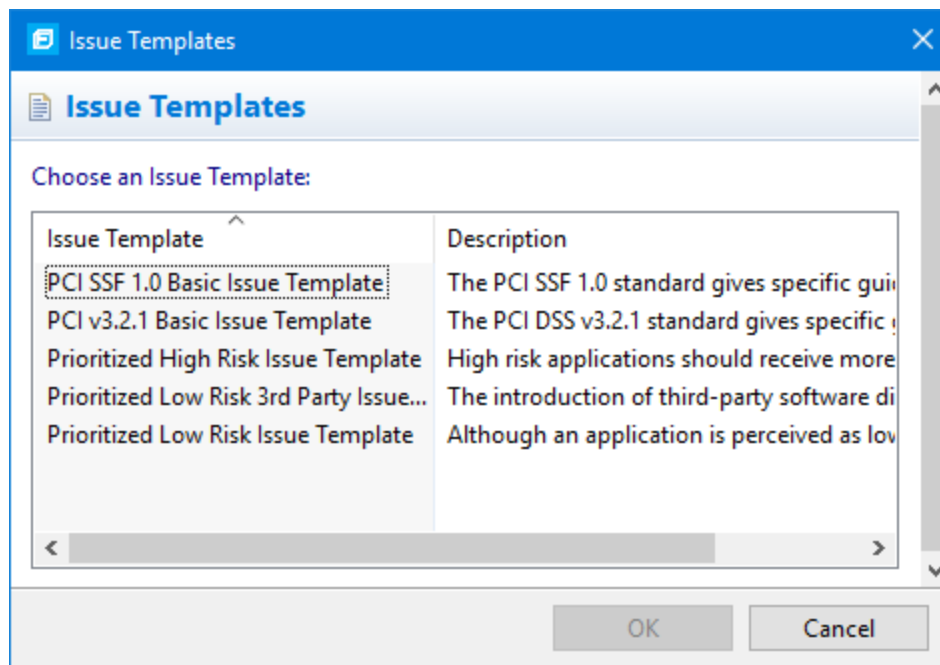 Issue Templates
Issue Templates
Choose an Issue Template:
Issue Template Description
PCI SSF 1.0 Basic Issue Template The PCI SSF 1.0 standard gives specific
PCI v3.2.1 Basic Issue Template The PCI DSS v3.2.1 standard gives specific
Prioritized High Risk Issue Template High risk applications should receive more
Prioritized Low Risk 3rd Party Issue... The introduction of third-party software
Prioritized Low Risk Issue Template Although an application is perceived as
OK Cancel